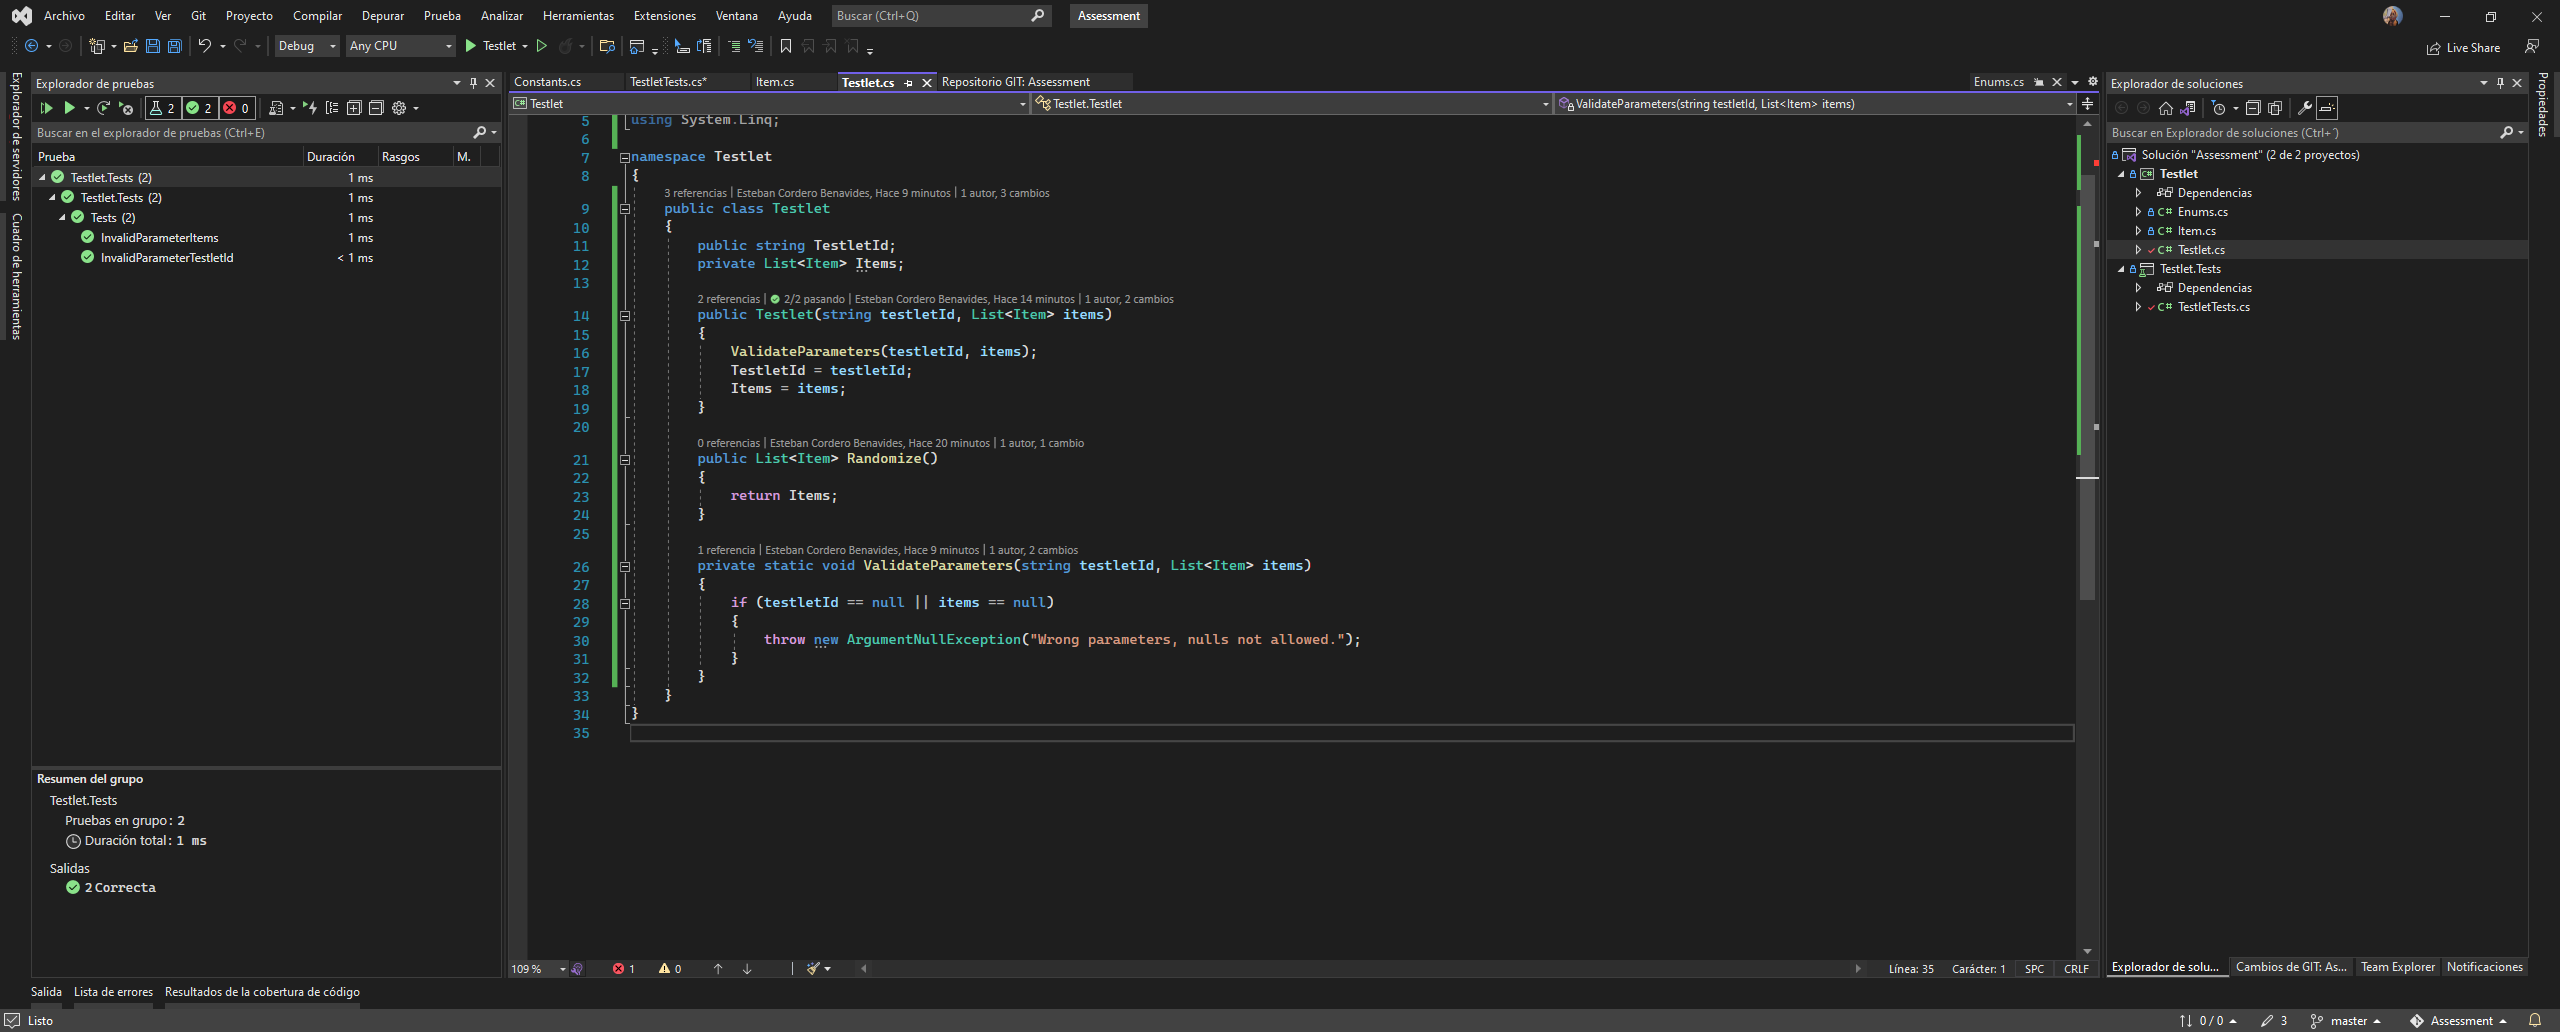 Archivo Editar Ver Git Proyecto Compilar Depurar Prueba Analizar Herramientas Extensiones Ventana Ayuda Buscar (Ctrl+Q) Assessment
Debug Any CPU Testlet Live Share
Explorador de servidores
Cuadro de herramientas
Explorador de pruebas
2 2 0
Buscar en el explorador de pruebas (Ctrl+E)
Prueba Duración Rasgos M.
Testlet.Tests (2) 1 ms
Testlet.Tests (2) 1 ms
Tests (2) 1 ms
InvalidParameterItems 1 ms
InvalidParameterTestletId < 1 ms
Resumen del grupo
Testlet.Tests
Pruebas en grupo: 2
Duración total: 1 ms
Salidas
2 Correcta
Constants.cs TestletTests.cs* Item.cs Testlet.cs Repositorio GIT: Assessment Enums.cs
C# Testlet Testlet.Testlet ValidateParameters(string testletId, List<Item> items)
5 using System.Linq;
6
7 namespace Testlet
8 {
3 referencias | Esteban Cordero Benavides, Hace 9 minutos | 1 autor, 3 cambios
9 public class Testlet
10 {
11 public string TestletId;
12 private List<Item> Items;
13
2 referencias | 2/2 pasando | Esteban Cordero Benavides, Hace 14 minutos | 1 autor, 2 cambios
14 public Testlet(string testletId, List<Item> items)
15 {
16 ValidateParameters(testletId, items);
17 TestletId = testletId;
18 Items = items;
19 }
20
0 referencias | Esteban Cordero Benavides, Hace 20 minutos | 1 autor, 1 cambio
21 public List<Item> Randomize()
22 {
23 return Items;
24 }
25
1 referencia | Esteban Cordero Benavides, Hace 9 minutos | 1 autor, 2 cambios
26 private static void ValidateParameters(string testletId, List<Item> items)
27 {
28 if (testletId == null || items == null)
29 {
30 throw new ArgumentNullException("Wrong parameters, nulls not allowed.");
31 }
32 }
33 }
34 }
35
109 % 1 0 Línea: 35 Carácter: 1 SPC CRLF
Explorador de soluciones
Buscar en Explorador de soluciones (Ctrl+´)
Solución "Assessment" (2 de 2 proyectos)
C# Testlet
Dependencias
C# Enums.cs
C# Item.cs
C# Testlet.cs
Testlet.Tests
Dependencias
C# TestletTests.cs
Explorador de solu... Cambios de GIT: As... Team Explorer Notificaciones
Propiedades
Salida Lista de errores Resultados de la cobertura de código
Listo 0 / 0 3 master Assessment